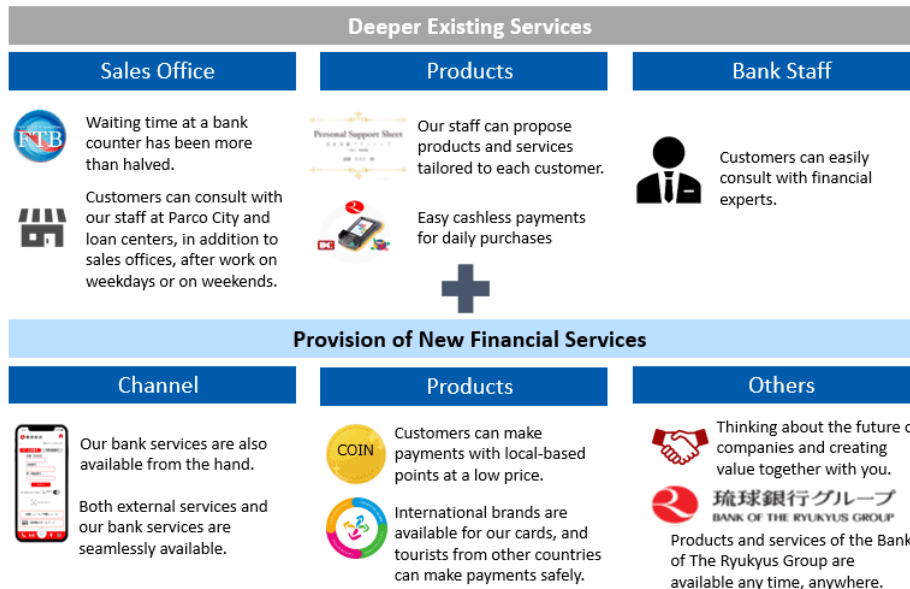 Deeper Existing Services
Sales Office
FTB
Waiting time at a bank
counter has been more
than halved.
Customers can consult with
our staff at Parco City and
loan centers, in addition to
sales offices, after work on
weekdays or on weekends.
Products
Personal Support Sheet
Our staff can propose
products and services
tailored to each customer.
Easy cashless payments
for daily purchases
Bank Staff
Customers can easily
consult with financial
experts.
Provision of New Financial Services
Channel
Our bank services are also
available from the hand.
Both external services and
our bank services are
seamlessly available.
Products
COIN
Customers can make
payments with local-based
points at a low price.
International brands are
available for our cards, and
tourists from other countries
can make payments safely.
Others
Thinking about the future
companies and creating
value together with you.
琉球銀行グループ
BANK OF THE RYUKYUS GROUP
Products and services of the Bank
of The Ryukyus Group are
available any time, anywhere.